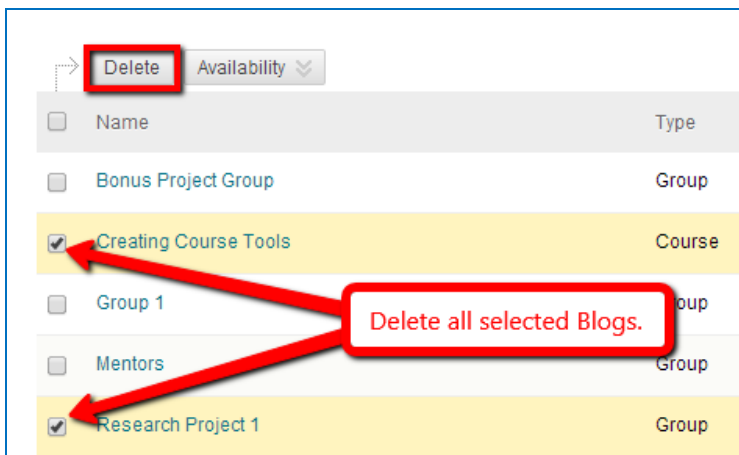 Delete Availability
Name Type
Bonus Project Group Group
Creating Course Tools Course
Group 1 oup
Delete all selected Blogs.
Mentors Group
Research Project 1 Group